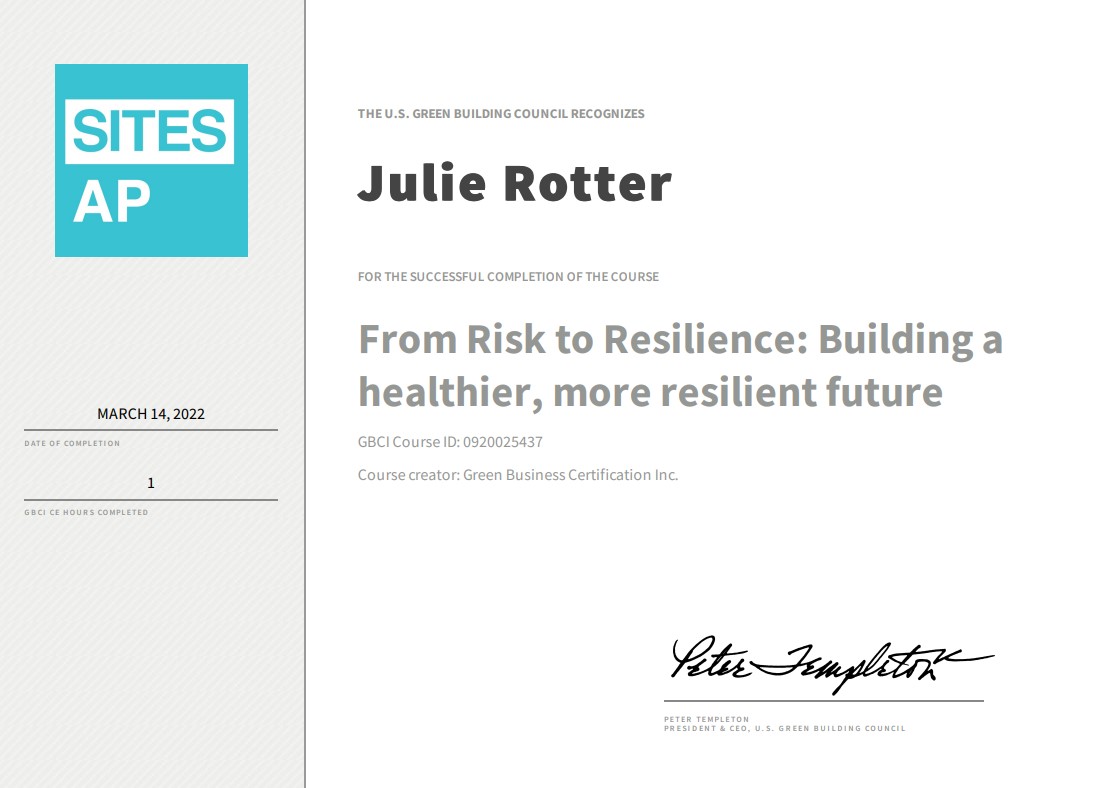 SITES
AP
MARCH 14, 2022
DATE OF COMPLETION
1
GBCI CE HOURS COMPLETED
THE U.S. GREEN BUILDING COUNCIL RECOGNIZES
Julie Rotter
FOR THE SUCCESSFUL COMPLETION OF THE COURSE
From Risk to Resilience: Building a
healthier, more resilient future
GBCI Course ID: 0920025437
Course creator: Green Business Certification Inc.
Peter Templeton
PETER TEMPLETON
PRESIDENT & CEO, U.S. GREEN BUILDING COUNCIL